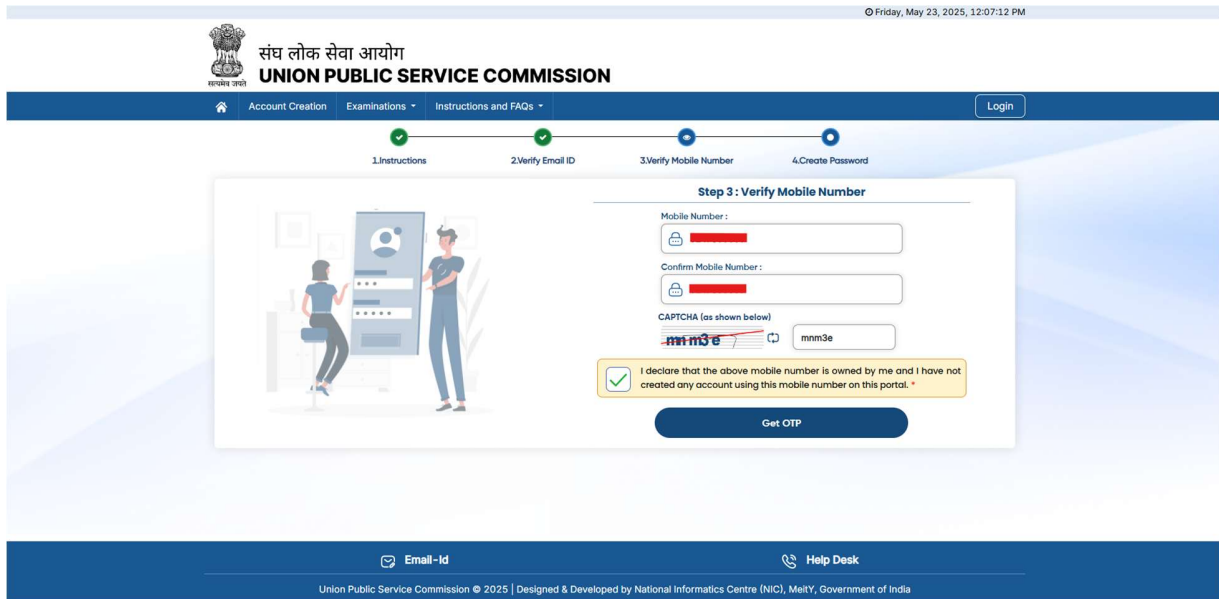 Friday, May 23, 2025, 12:07:12 PM
संघ लोक सेवा आयोग
UNION PUBLIC SERVICE COMMISSION
सत्यमेव जयते
Account Creation Examinations Instructions and FAQs Login
1.Instructions 2.Verify Email ID 3.Verify Mobile Number 4.Create Password
Step 3 : Verify Mobile Number
Mobile Number :
Confirm Mobile Number :
CAPTCHA (as shown below)
mnm3e mnm3e
I declare that the above mobile number is owned by me and I have not
created any account using this mobile number on this portal. *
Get OTP
Email-Id Help Desk
Union Public Service Commission © 2025 | Designed & Developed by National Informatics Centre (NIC), MeitY, Government of India